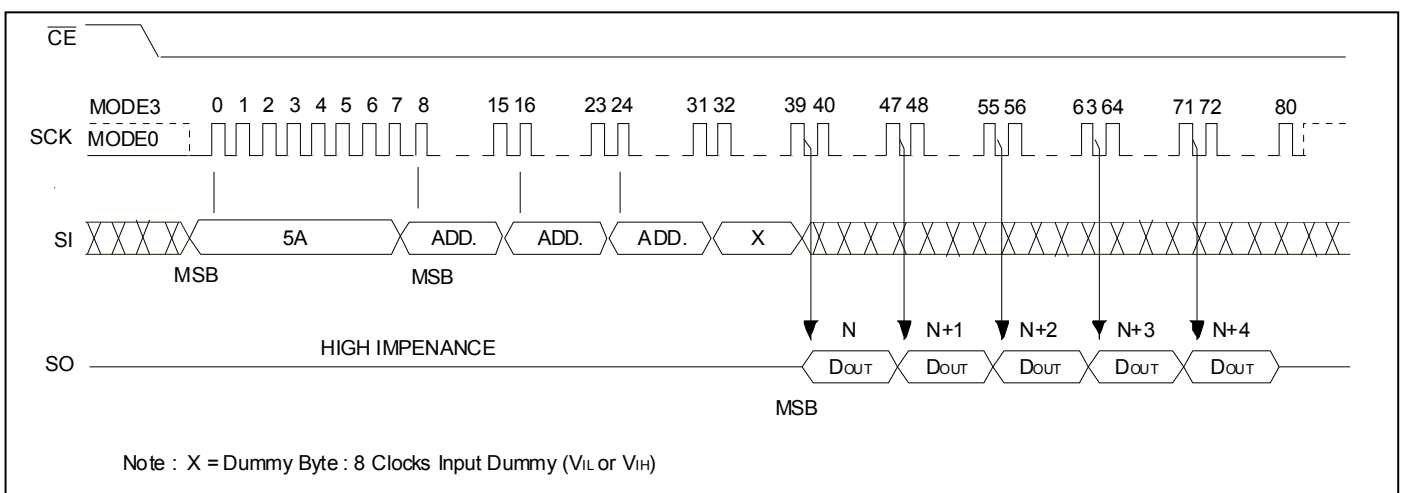 CE
MODE3 0 1 2 3 4 5 6 7 8 15 16 23 24 31 32 39 40 47 48 55 56 63 64 71 72 80
SCK MODE0
SI 5A ADD. ADD. ADD. X
MSB MSB
N N+1 N+2 N+3 N+4
HIGH IMPENANCE
SO DOUT DOUT DOUT DOUT DOUT
MSB
Note : X = Dummy Byte : 8 Clocks Input Dummy (VIL or VIH)